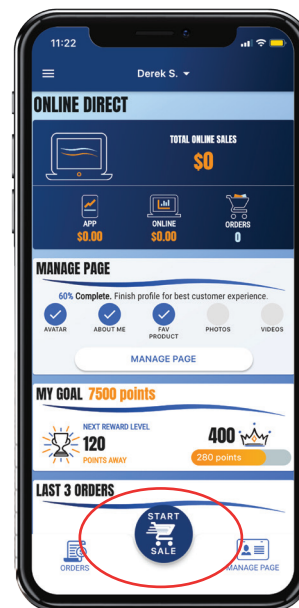 11:22
Derek S.
ONLINE DIRECT
TOTAL ONLINE SALES
$0
APP
$0.00
ONLINE
$0.00
ORDERS
0
MANAGE PAGE
60% Complete. Finish profile for best customer experience.
AVATAR
ABOUT ME
FAV
PRODUCT
PHOTOS
VIDEOS
MANAGE PAGE
MY GOAL 7500 points
NEXT REWARD LEVEL
120
POINTS AWAY
400
280 points
LAST 3 ORDERS
START
SALE
ORDERS
MANAGE PAGE